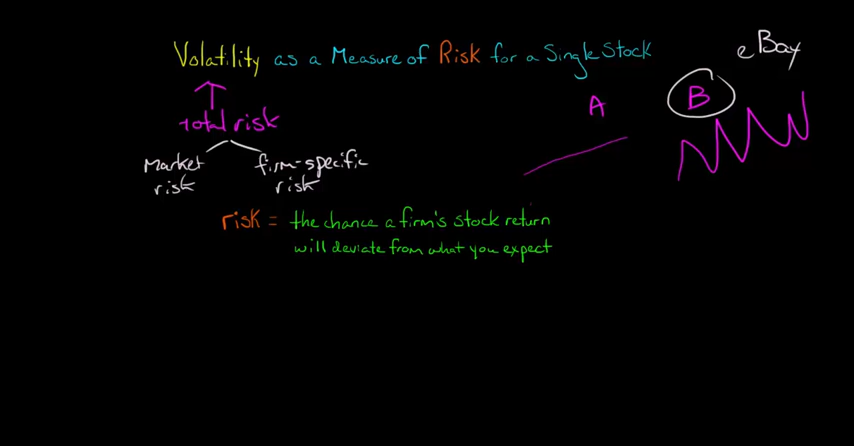 Volatility as a Measure of Risk for a Single Stock
eBay
total risk
A
B
market risk
firm-specific risk
risk = the chance a firm's stock return
will deviate from what you expect